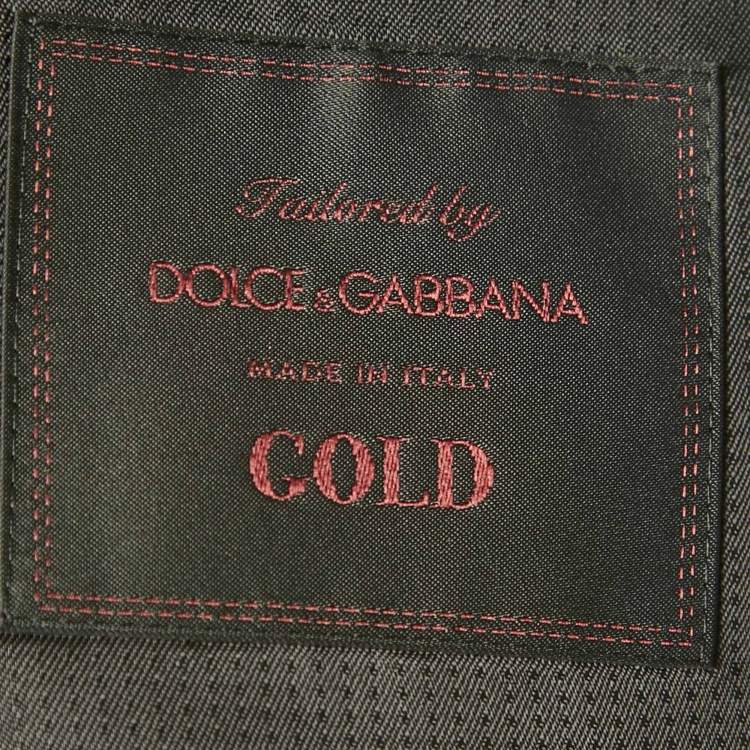 Tailored by
DOLCE & GABBANA
MADE IN ITALY
GOLD